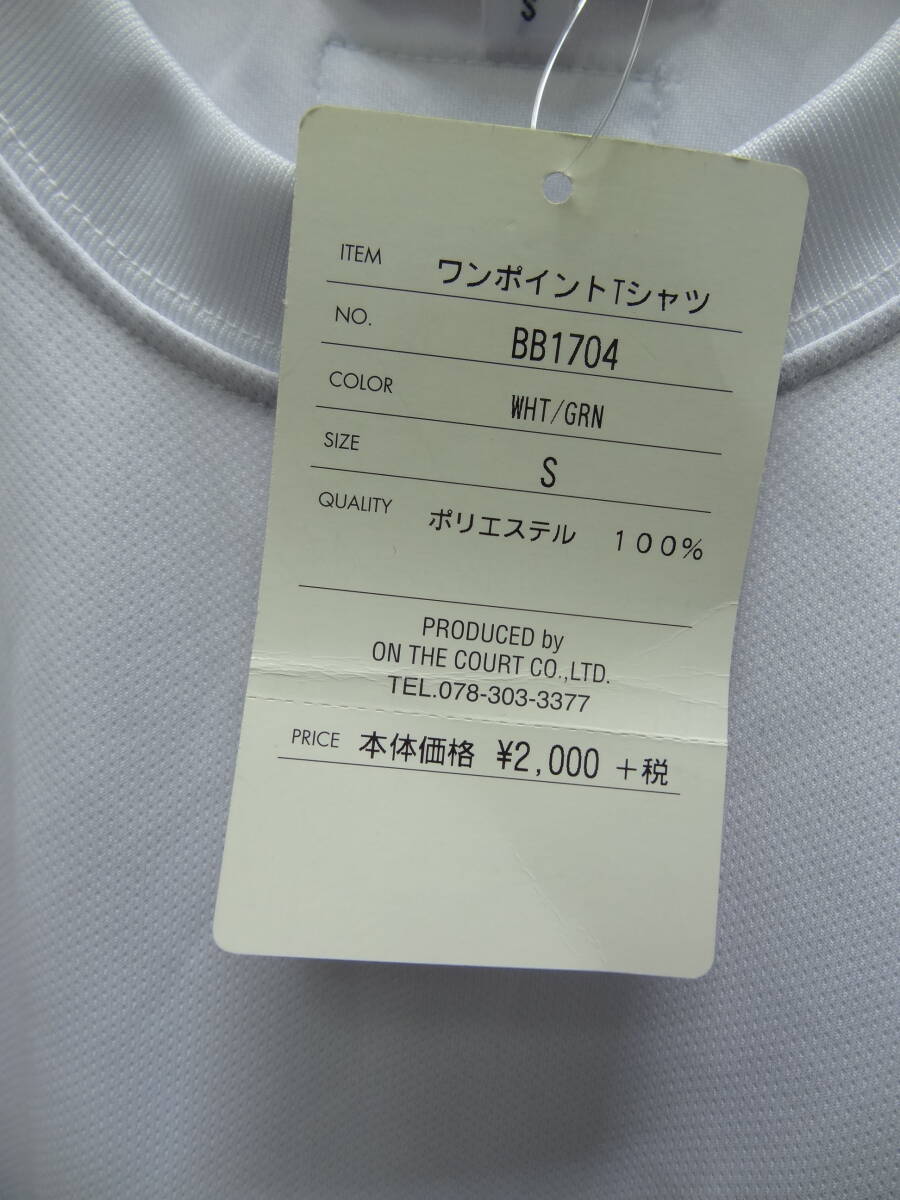 S
ITEM ワンポイントTシャツ
NO. BB1704
COLOR WHT/GRN
SIZE S
QUALITY ポリエステル 100%
PRODUCED by
ON THE COURT CO.,LTD.
TEL.078-303-3377
PRICE 本体価格 ¥2,000 +税